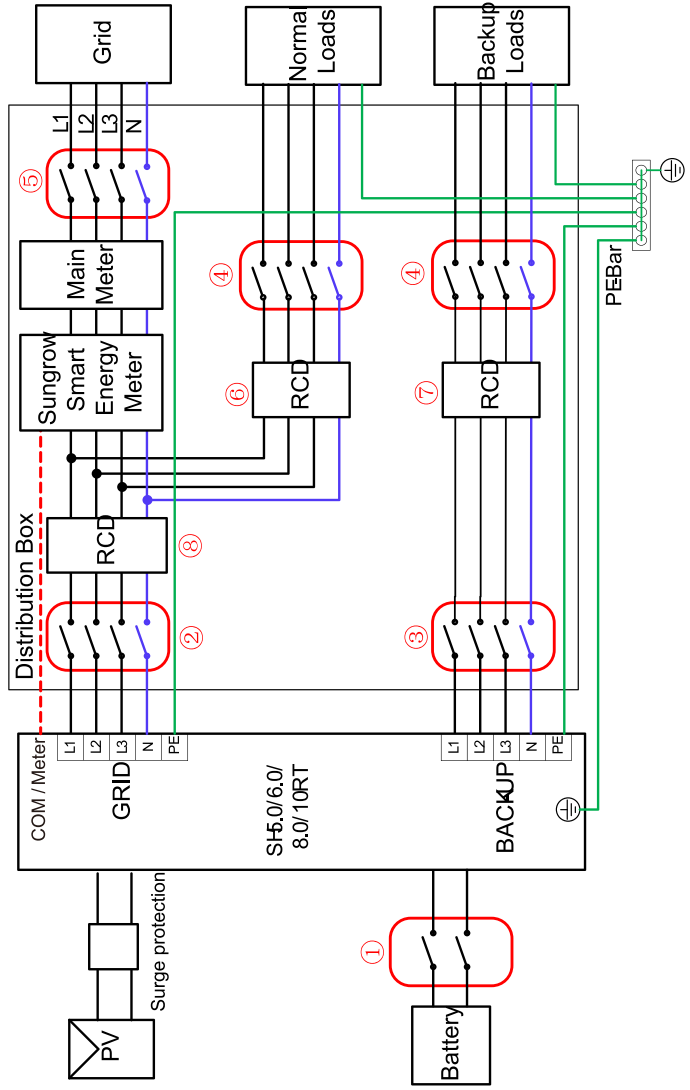 Grid
Normal
Loads
Backup
Loads
L1
L2
L3
N
⑤
Main
Meter
④
④
PE-Bar
Sungrow
Smart
Energy
Meter
⑥
RCD
⑦
RCD
Distribution Box
RCD
⑧
②
③
COM / Meter
L1
L2
L3
N
PE
GRID
SH5.0/6.0/
8.0/10RT
L1
L2
L3
N
PE
BACKUP
Surge protection
①
PV
Battery